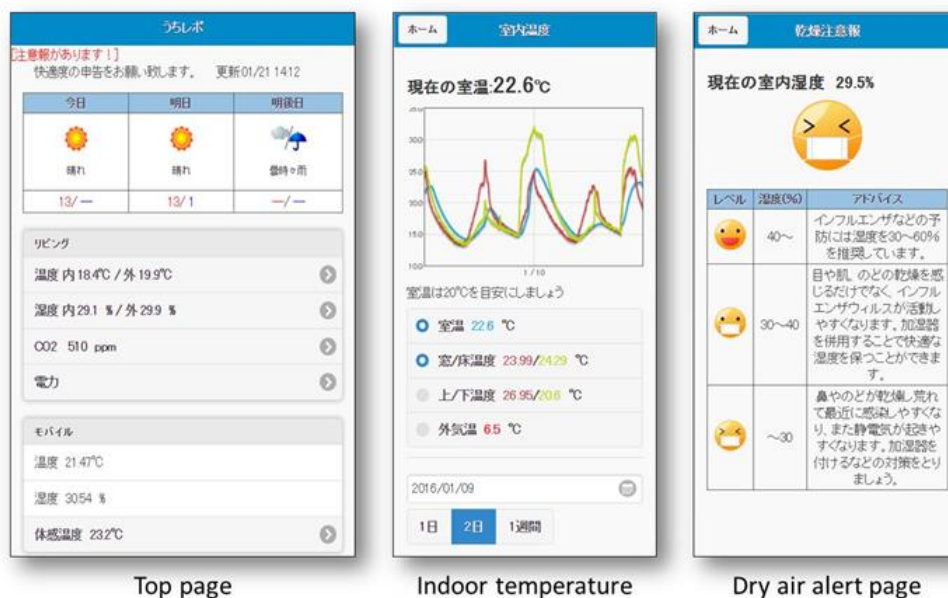 うちレポ
[注意報があります!]
快適度の申告をお願い致します。 更新01/21 14:12
今日 明日 明後日
晴れ 晴れ 曇時々雨
13/ー 13/1 ー/ー
リビング
温度 内18.4℃ / 外19.9℃
湿度 内29.1 % / 外29.9 %
CO2 510 ppm
電力
モバイル
温度 21.47℃
湿度 30.54 %
体感温度 23.2℃
Top page
ホーム 室内温度
現在の室温:22.6℃
35.0
30.0
25.0
20.0
15.0
10.0
1/10
室温は20℃を目安にしましょう
室温 22.6 ℃
窓/床温度 23.99/24.29 ℃
上/下温度 26.95/20.6 ℃
外気温 6.5 ℃
2016/01/09
1日 2日 1週間
Indoor temperature
ホーム 乾燥注意報
現在の室内湿度 29.5%
レベル 湿度(%) アドバイス
40~
インフルエンザなどの予
防には湿度を30~60%
を推奨しています。
30~40
目や肌、のどの乾燥を感
じるだけでなく、インフル
エンザウィルスが活動し
やすくなります。加湿器
を併用することで快適な
湿度を保つことができま
す。
~30
鼻やのどが乾燥し荒れ
て最近に感染しやすくな
り、また静電気が起きや
すくなります。加湿器を
付けるなどの対策をとり
ましょう。
Dry air alert page